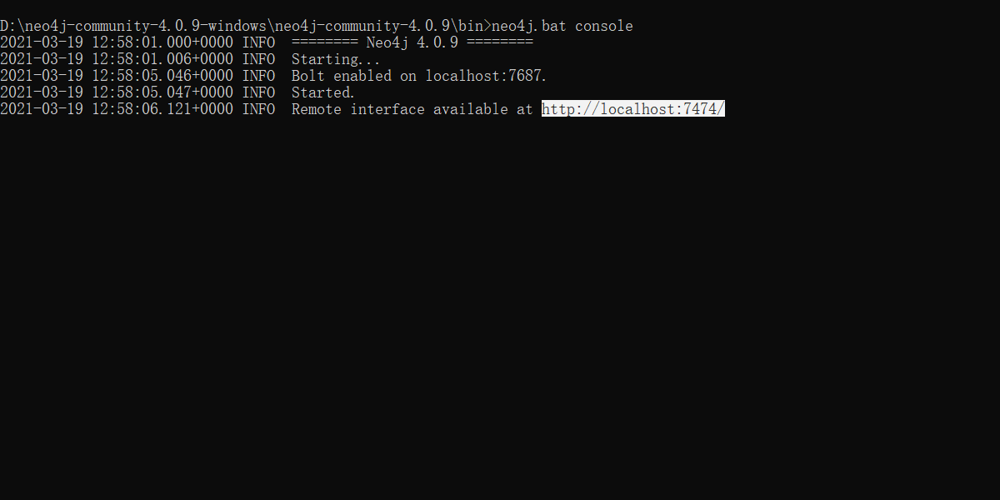 D:\neo4j-community-4.0.9-windows\neo4j-community-4.0.9\bin>neo4j.bat console
2021-03-19 12:58:01.000+0000 INFO  ======== Neo4j 4.0.9 ========
2021-03-19 12:58:01.006+0000 INFO  Starting...
2021-03-19 12:58:05.046+0000 INFO  Bolt enabled on localhost:7687.
2021-03-19 12:58:05.047+0000 INFO  Started.
2021-03-19 12:58:06.121+0000 INFO  Remote interface available at http://localhost:7474/